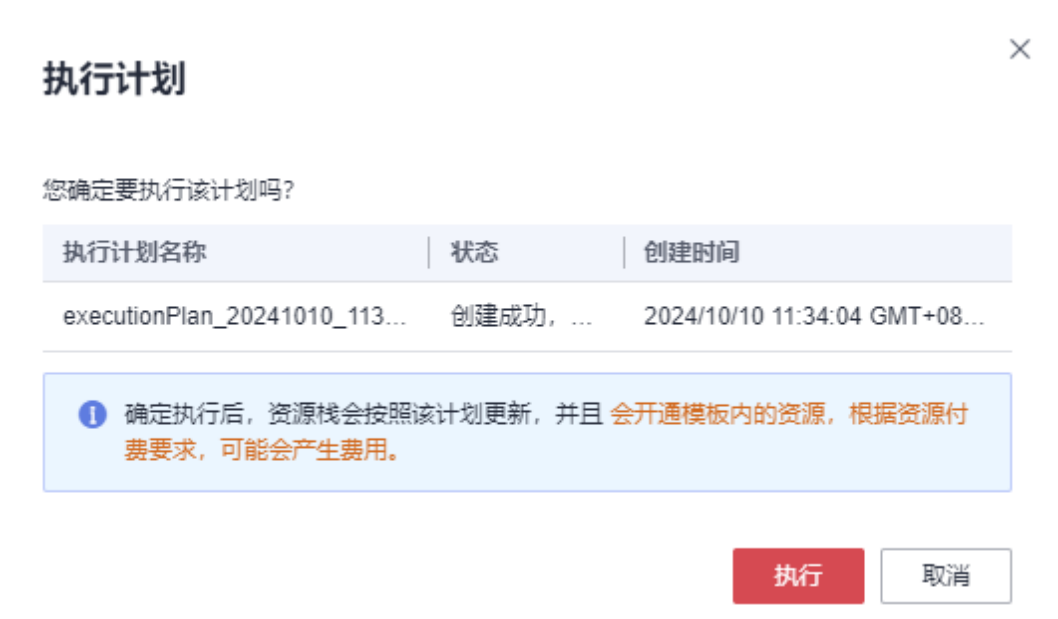 执行计划
您确定要执行该计划吗?
执行计划名称 状态 创建时间
executionPlan_20241010_113... 创建成功，... 2024/10/10 11:34:04 GMT+08...
确定执行后，资源栈会按照该计划更新，并且 会开通模板内的资源，根据资源付
费要求，可能会产生费用。
执行 取消